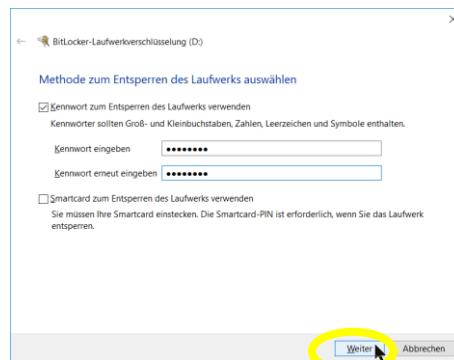 BitLocker-Laufwerkverschlüsselung (D:)
Methode zum Entsperren des Laufwerks auswählen
Kennwort zum Entsperren des Laufwerks verwenden
Kennwörter sollten Groß- und Kleinbuchstaben, Zahlen, Leerzeichen und Symbole enthalten.
Kennwort eingeben ••••••••
Kennwort erneut eingeben ••••••••
Smartcard zum Entsperren des Laufwerks verwenden
Sie müssen Ihre Smartcard einstecken. Die Smartcard-PIN ist erforderlich, wenn Sie das Laufwerk
entsperren.
Weiter Abbrechen